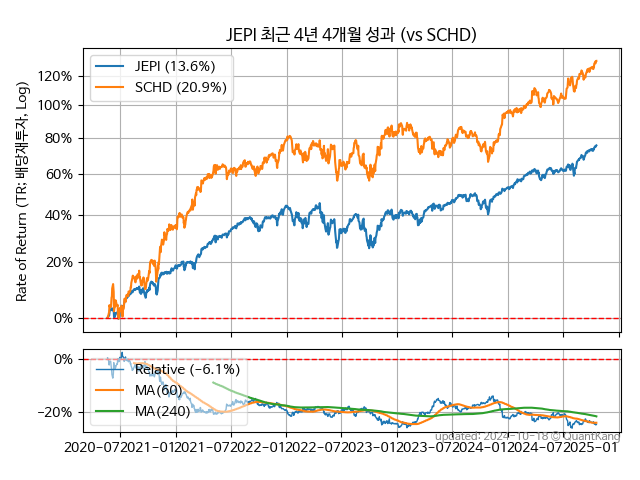 JEPI 최근 4년 4개월 성과 (vs SCHD)
Rate of Return (TR: 배당재투자, Log)
120%
100%
80%
60%
40%
20%
0%
JEPI (13.6%)
SCHD (20.9%)
0%
−20%
Relative (−6.1%)
MA(60)
MA(240)
2020-07 2021-01 2021-07 2022-01 2022-07 2023-01 2023-07 2024-01 2024-07 2025-01
updated: 2024-10-18 © QuantKang